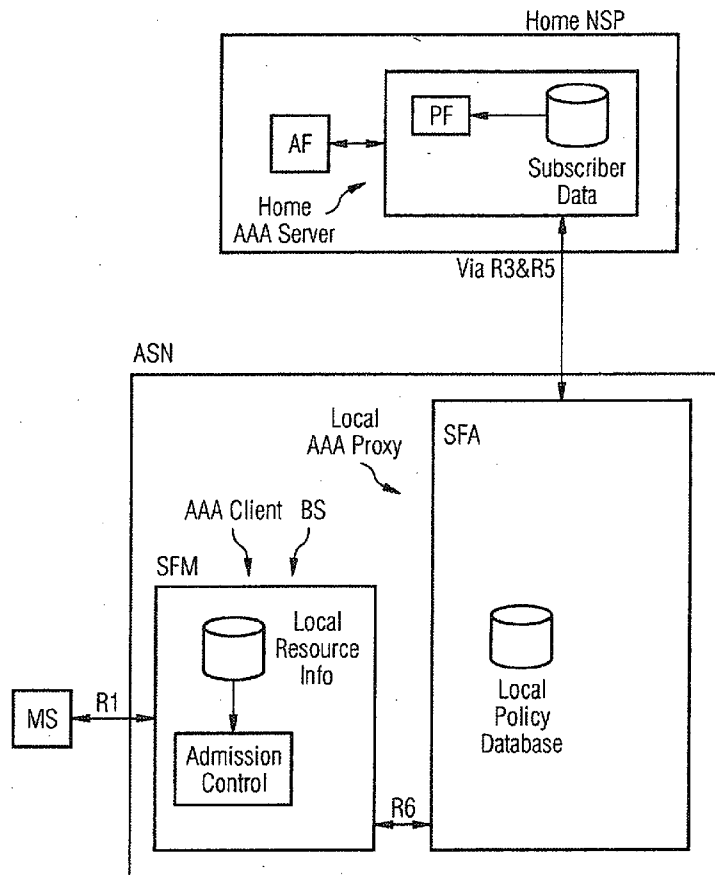 Home NSP
PF
AF
Subscriber
Data
Home
AAA Server
Via R3&R5
ASN
Local
AAA Proxy
SFA
AAA Client
BS
SFM
Local
Resource
Info
MS
R1
Admission
Control
Local
Policy
Database
R6